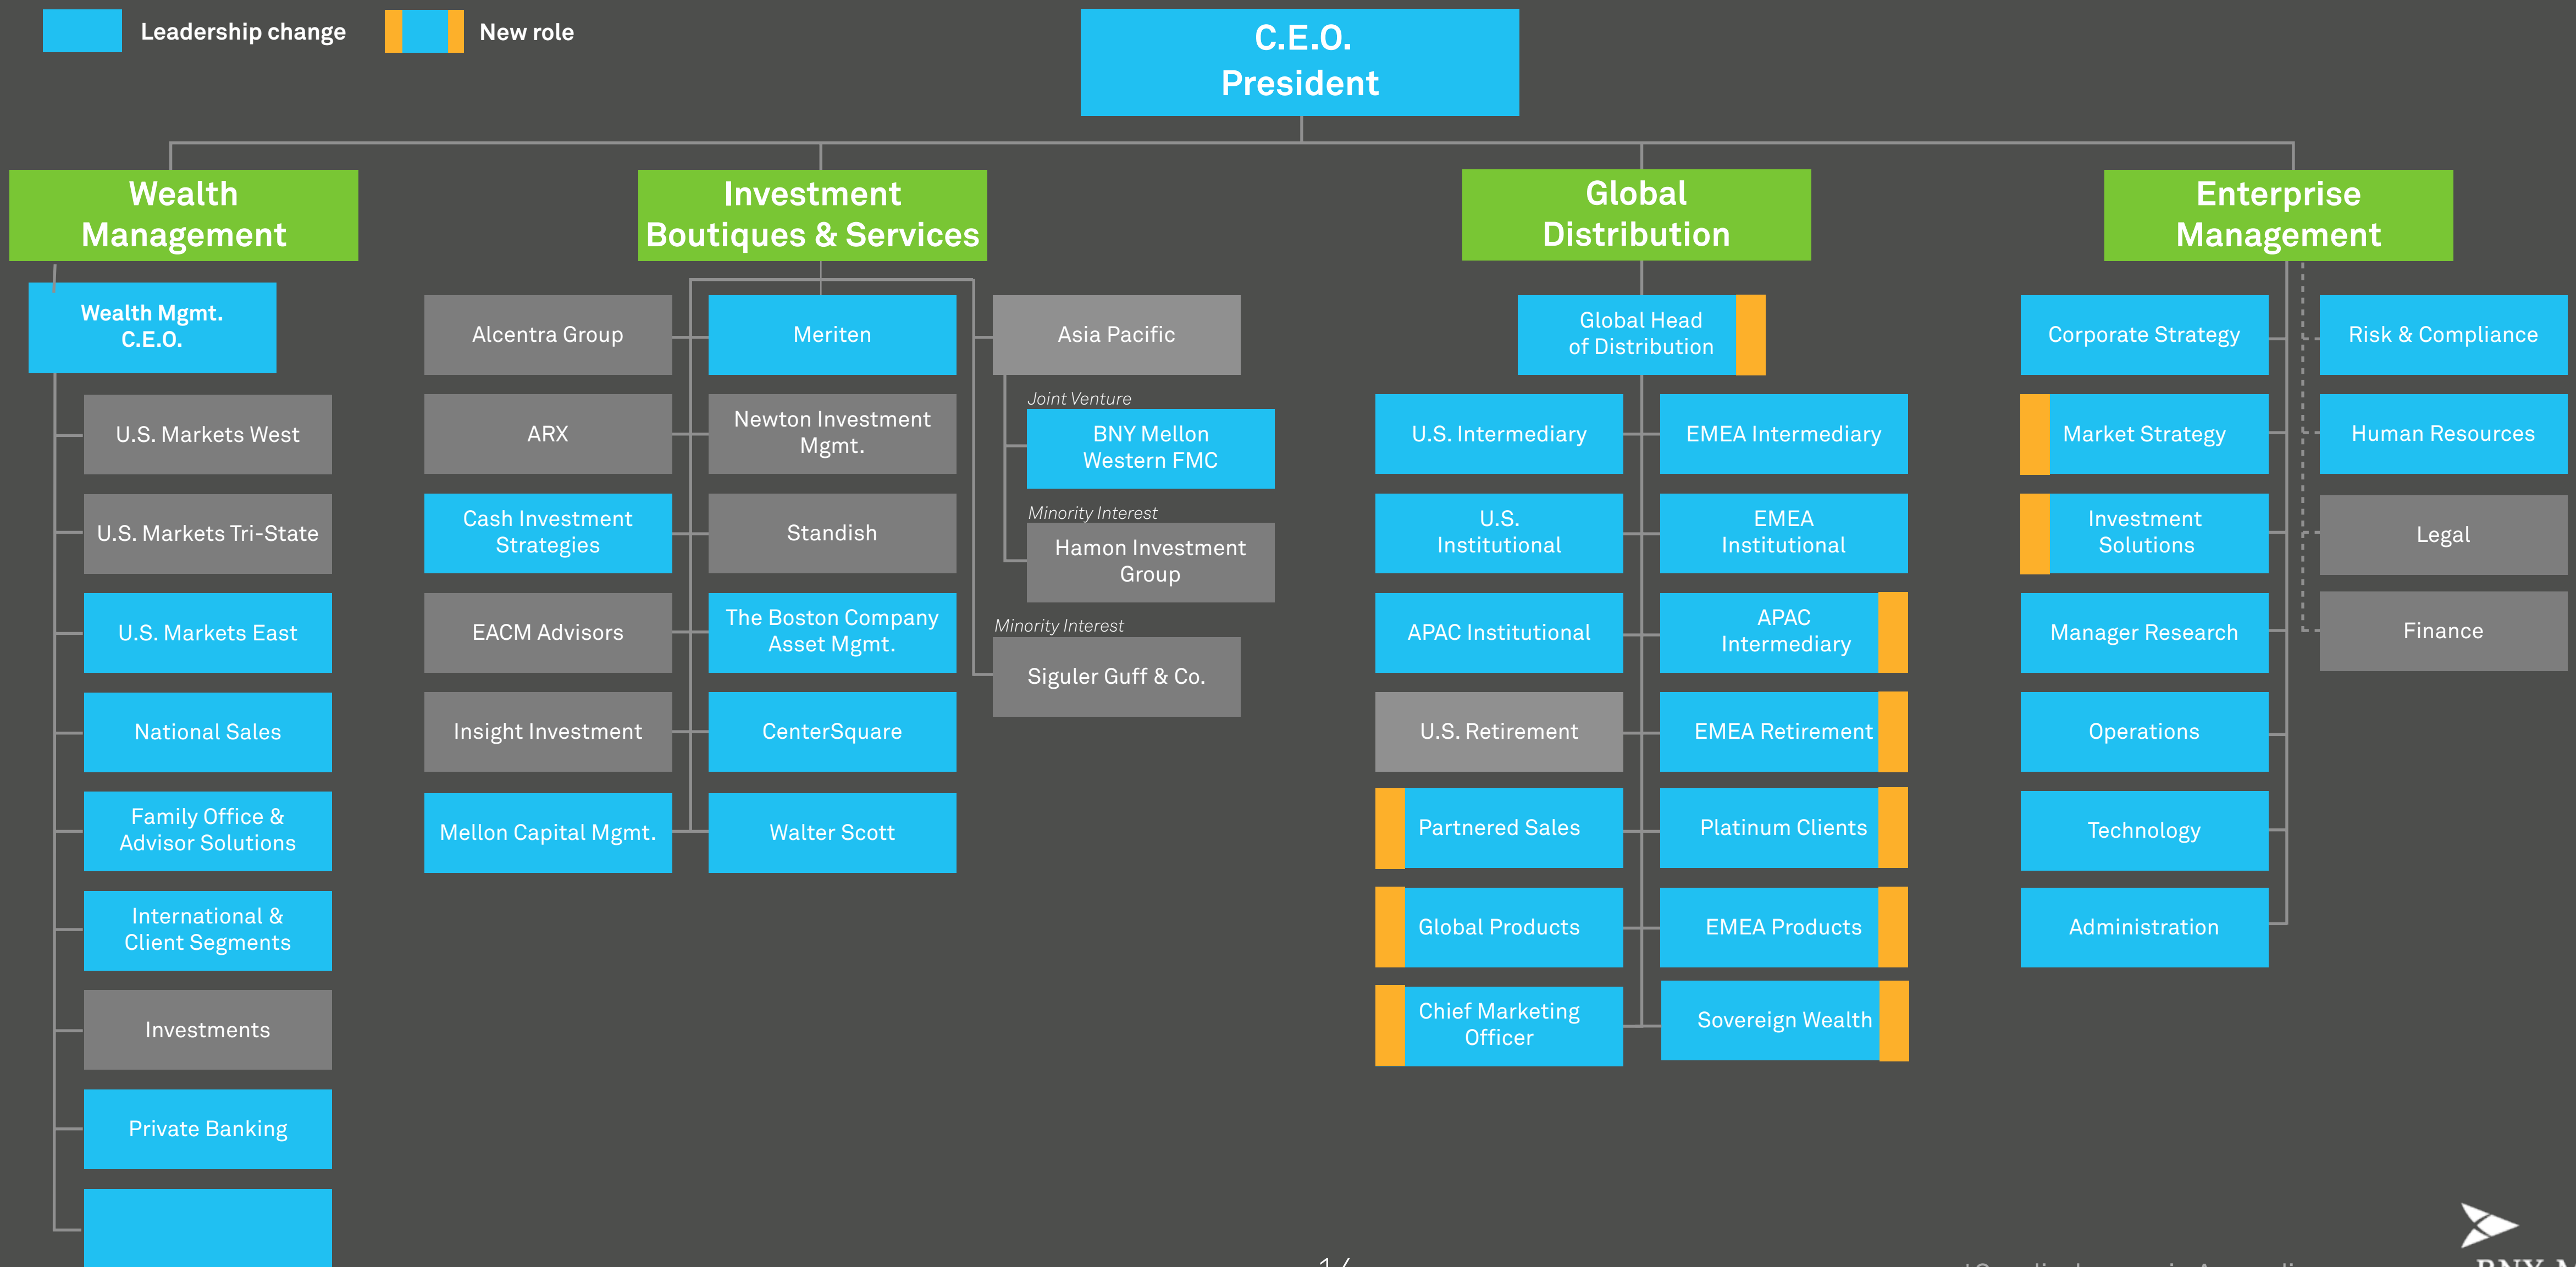 Leadership change
New role
C.E.O.
President
Wealth
Management
Investment
Boutiques & Services
Global
Distribution
Enterprise
Management
Wealth Mgmt.
C.E.O.
U.S. Markets West
U.S. Markets Tri-State
U.S. Markets East
National Sales
Family Office &
Advisor Solutions
International &
Client Segments
Investments
Private Banking
Alcentra Group
ARX
Cash Investment
Strategies
EACM Advisors
Insight Investment
Mellon Capital Mgmt.
Meriten
Newton Investment
Mgmt.
Standish
The Boston Company
Asset Mgmt.
CenterSquare
Walter Scott
Asia Pacific
Joint Venture
BNY Mellon
Western FMC
Minority Interest
Hamon Investment
Group
Minority Interest
Siguler Guff & Co.
Global Head
of Distribution
U.S. Intermediary
U.S.
Institutional
APAC Institutional
U.S. Retirement
Partnered Sales
Global Products
Chief Marketing
Officer
EMEA Intermediary
EMEA
Institutional
APAC
Intermediary
EMEA Retirement
Platinum Clients
EMEA Products
Sovereign Wealth
Corporate Strategy
Market Strategy
Investment
Solutions
Manager Research
Operations
Technology
Administration
Risk & Compliance
Human Resources
Legal
Finance